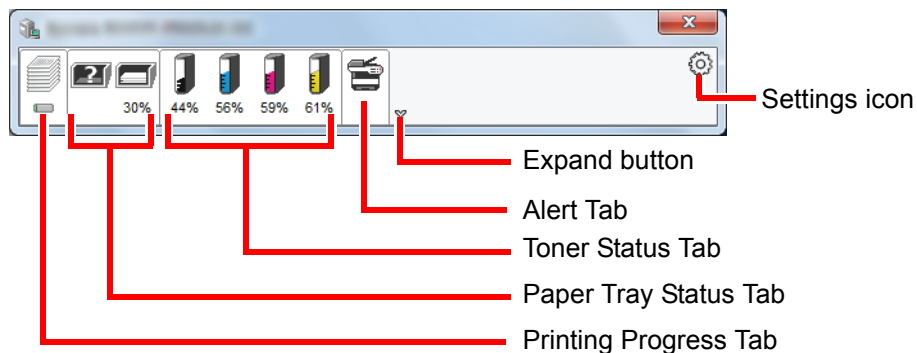 ?
30%
44%
56%
59%
61%
Settings icon
Expand button
Alert Tab
Toner Status Tab
Paper Tray Status Tab
Printing Progress Tab